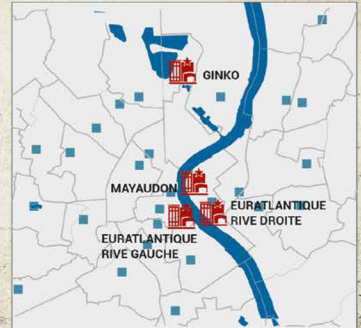 GINKO
MAYAUDON
EURATLANTIQUE
RIVE DROITE
EURATLANTIQUE
RIVE GAUCHE